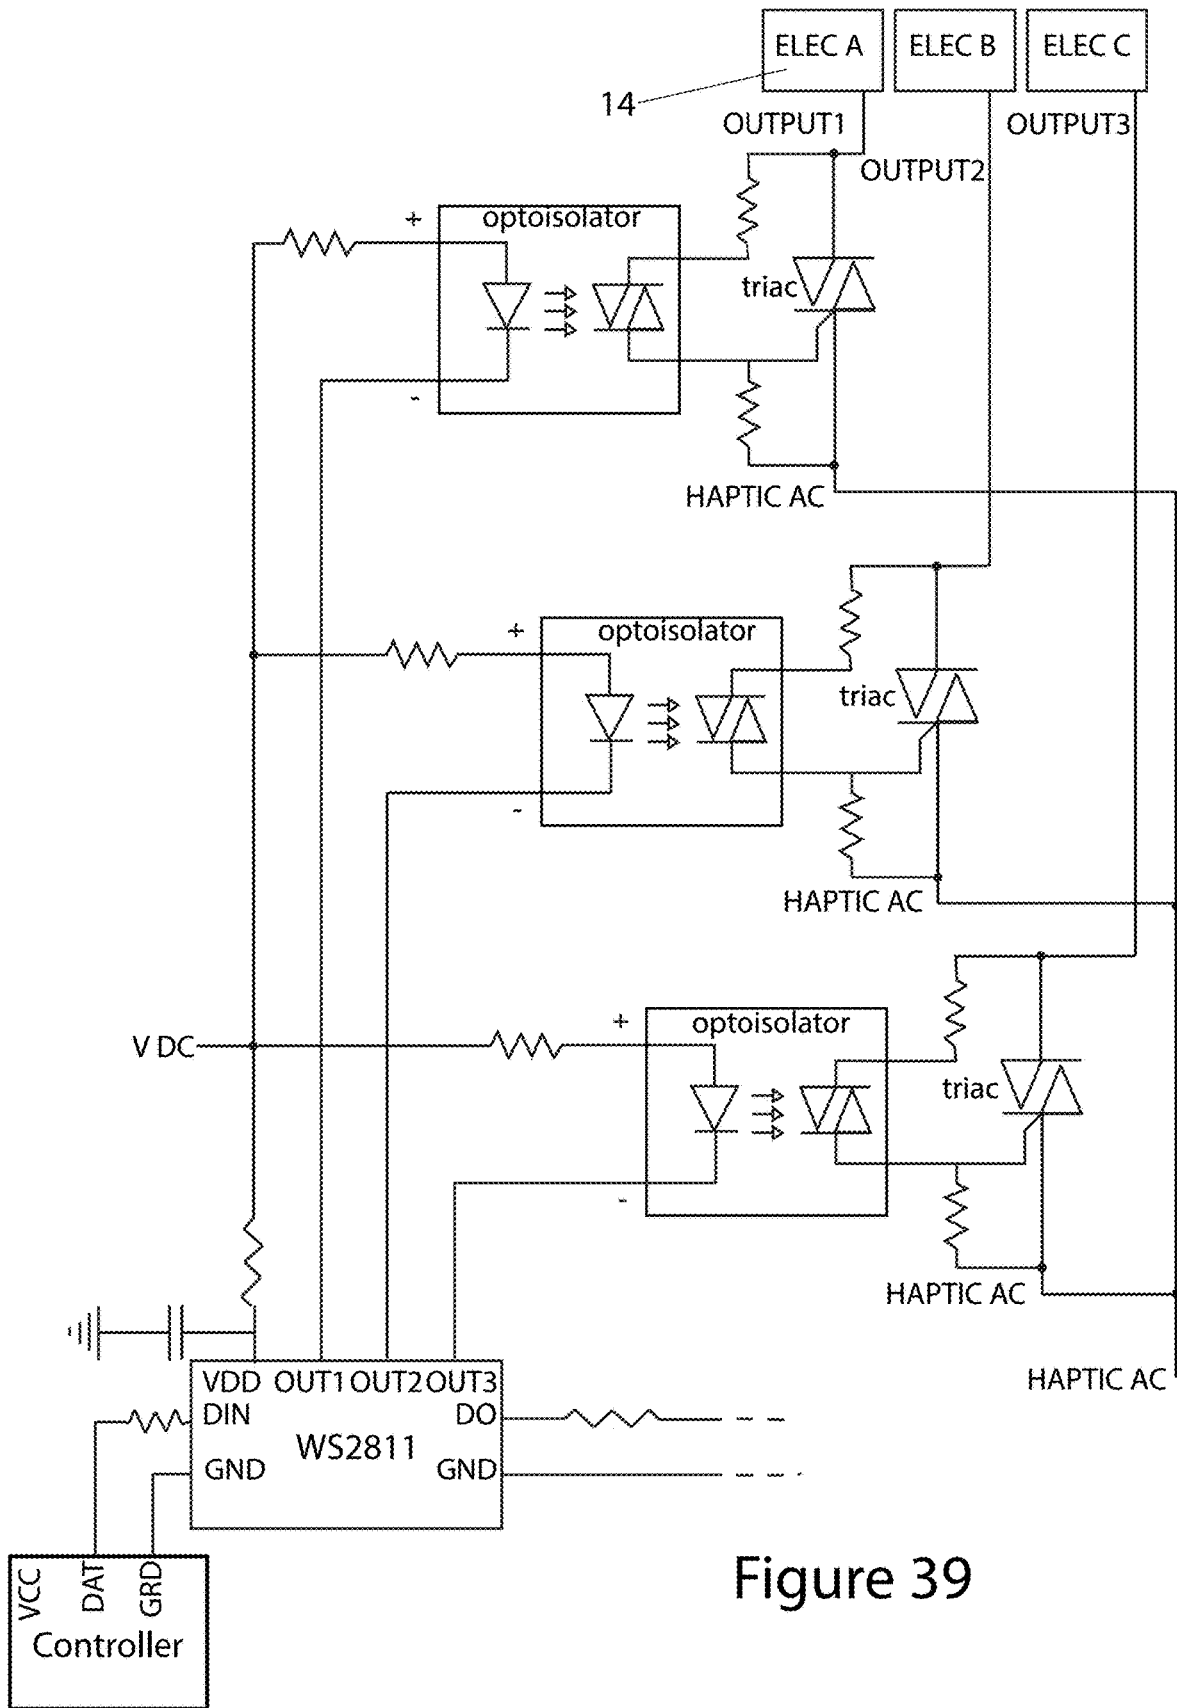 ELEC A ELEC B ELEC C
14
OUTPUT1 OUTPUT3
OUTPUT2
+ optoisolator
triac
-
HAPTIC AC
+ optoisolator
triac
-
HAPTIC AC
+ optoisolator
V DC
triac
-
HAPTIC AC
HAPTIC AC
VDD OUT1 OUT2 OUT3
DIN DO
WS2811
GND GND
VCC DAT GRD
Controller
Figure 39